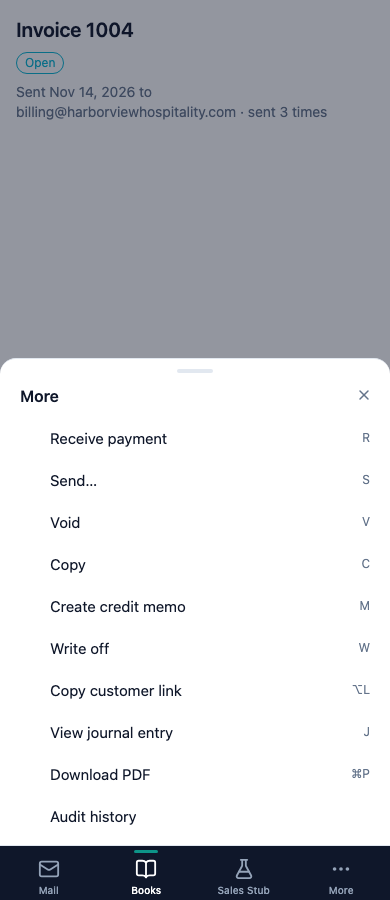 Invoice 1004
Open
Sent Nov 14, 2026 to
billing@harborviewhospitality.com · sent 3 times
More
Receive payment R
Send... S
Void V
Copy C
Create credit memo M
Write off W
Copy customer link ⌥L
View journal entry J
Download PDF ⌘P
Audit history
Mail Books Sales Stub More